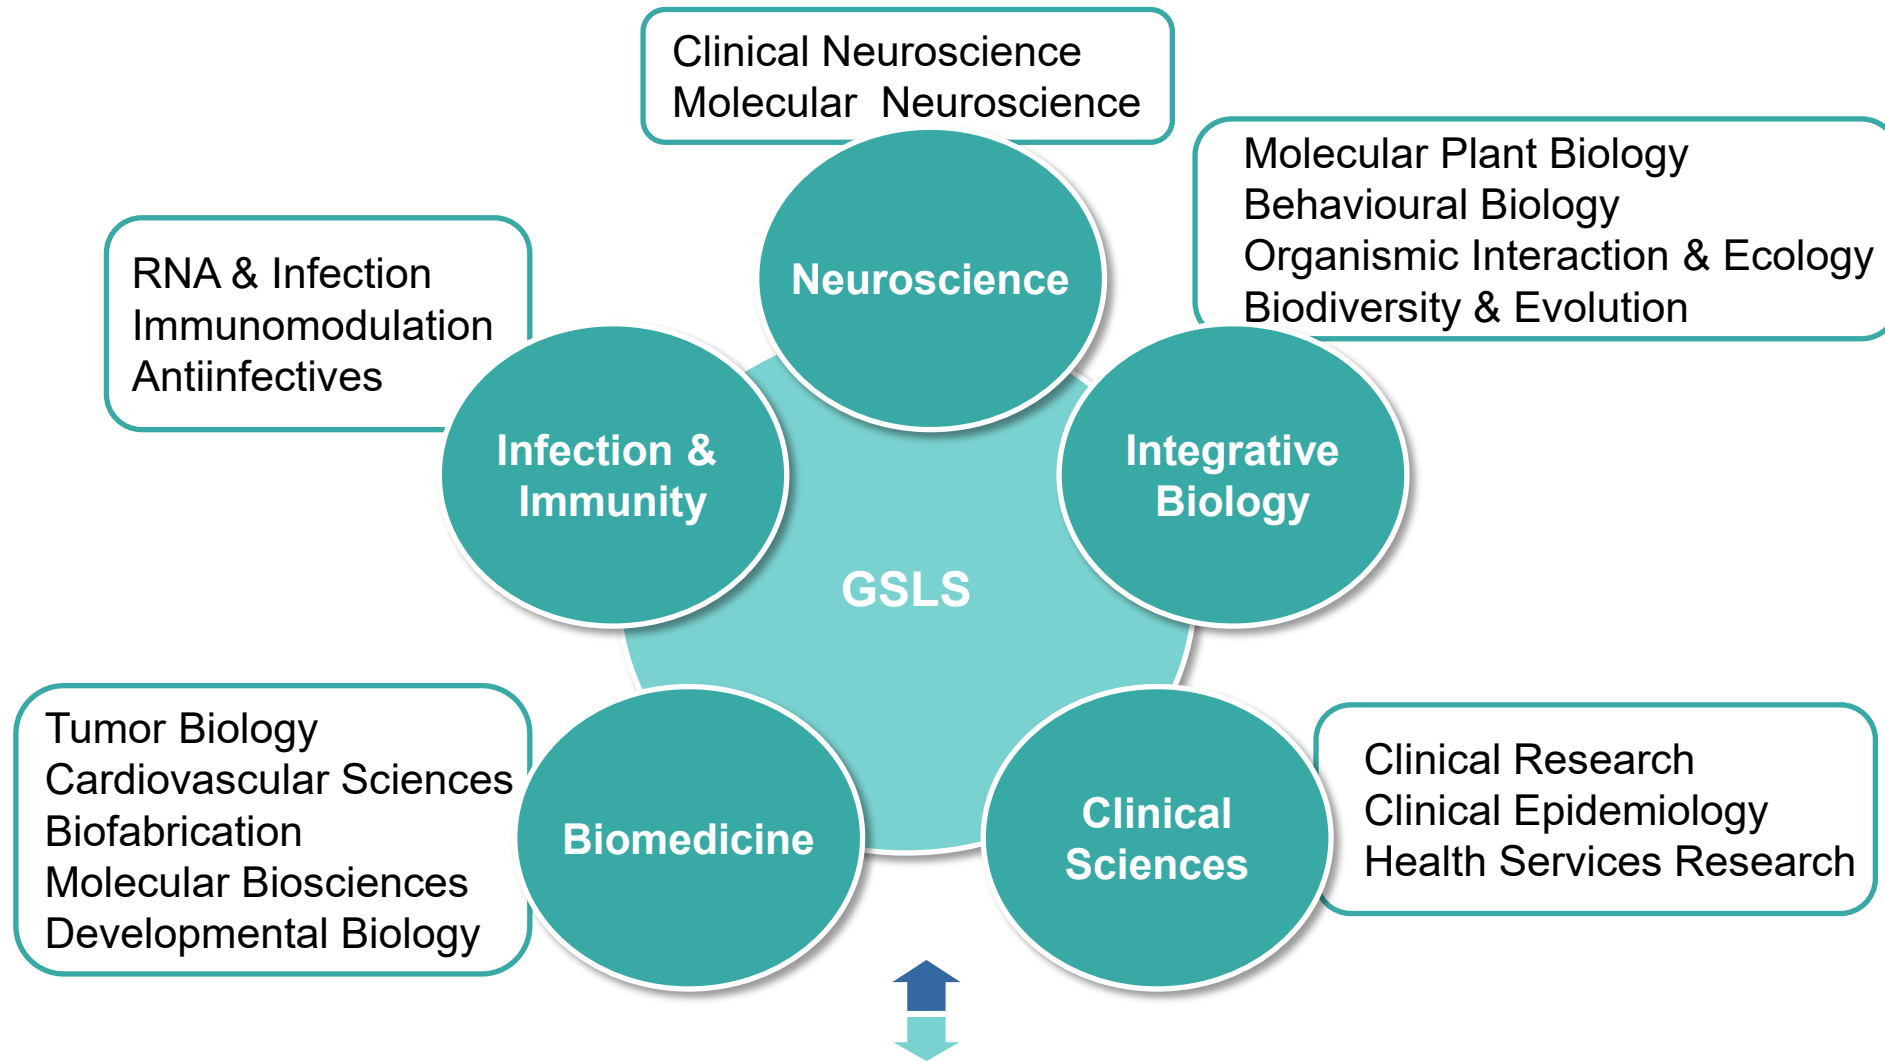 Clinical Neuroscience
Molecular Neuroscience
Neuroscience
Molecular Plant Biology
Behavioural Biology
Organismic Interaction & Ecology
Biodiversity & Evolution
Integrative
Biology
RNA & Infection
Immunomodulation
Antiinfectives
Infection &
Immunity
GSLS
Tumor Biology
Cardiovascular Sciences
Biofabrication
Molecular Biosciences
Developmental Biology
Biomedicine
Clinical
Sciences
Clinical Research
Clinical Epidemiology
Health Services Research